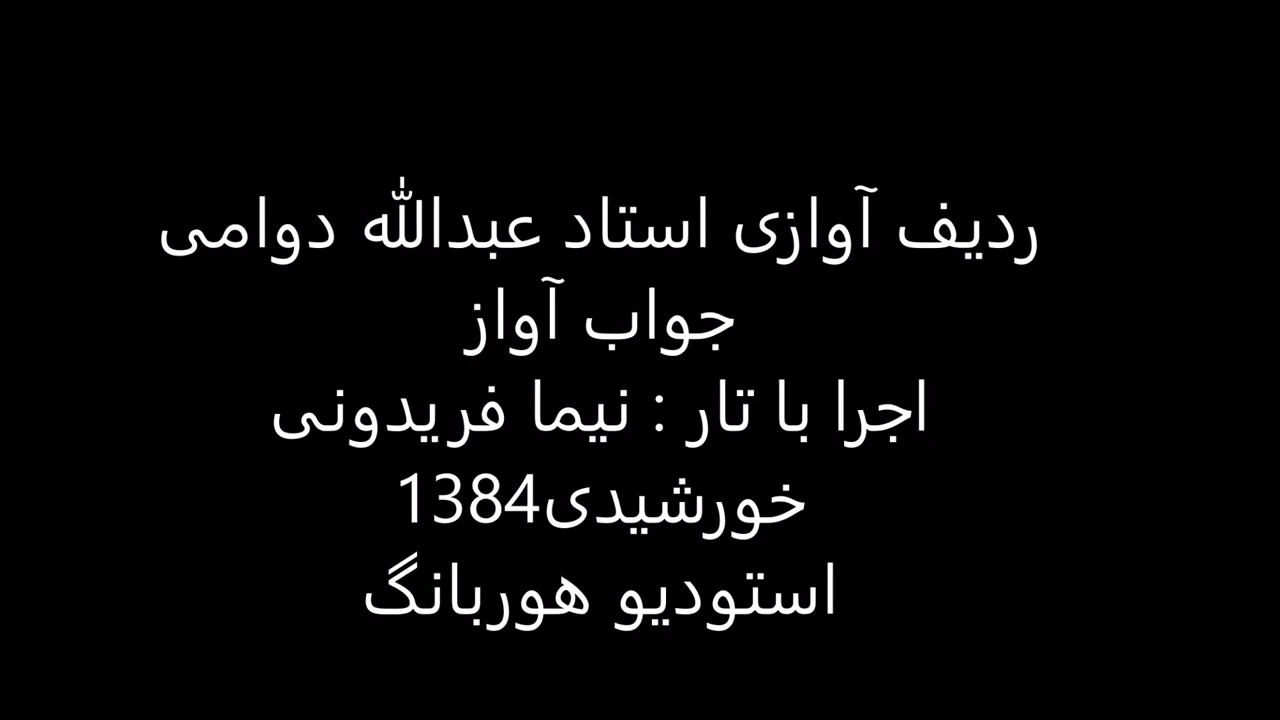 ردیف آوازی استاد عبدالله دوامی
جواب آواز
اجرا با تار : نیما فریدونی
خورشیدی1384
استودیو هوربانگ